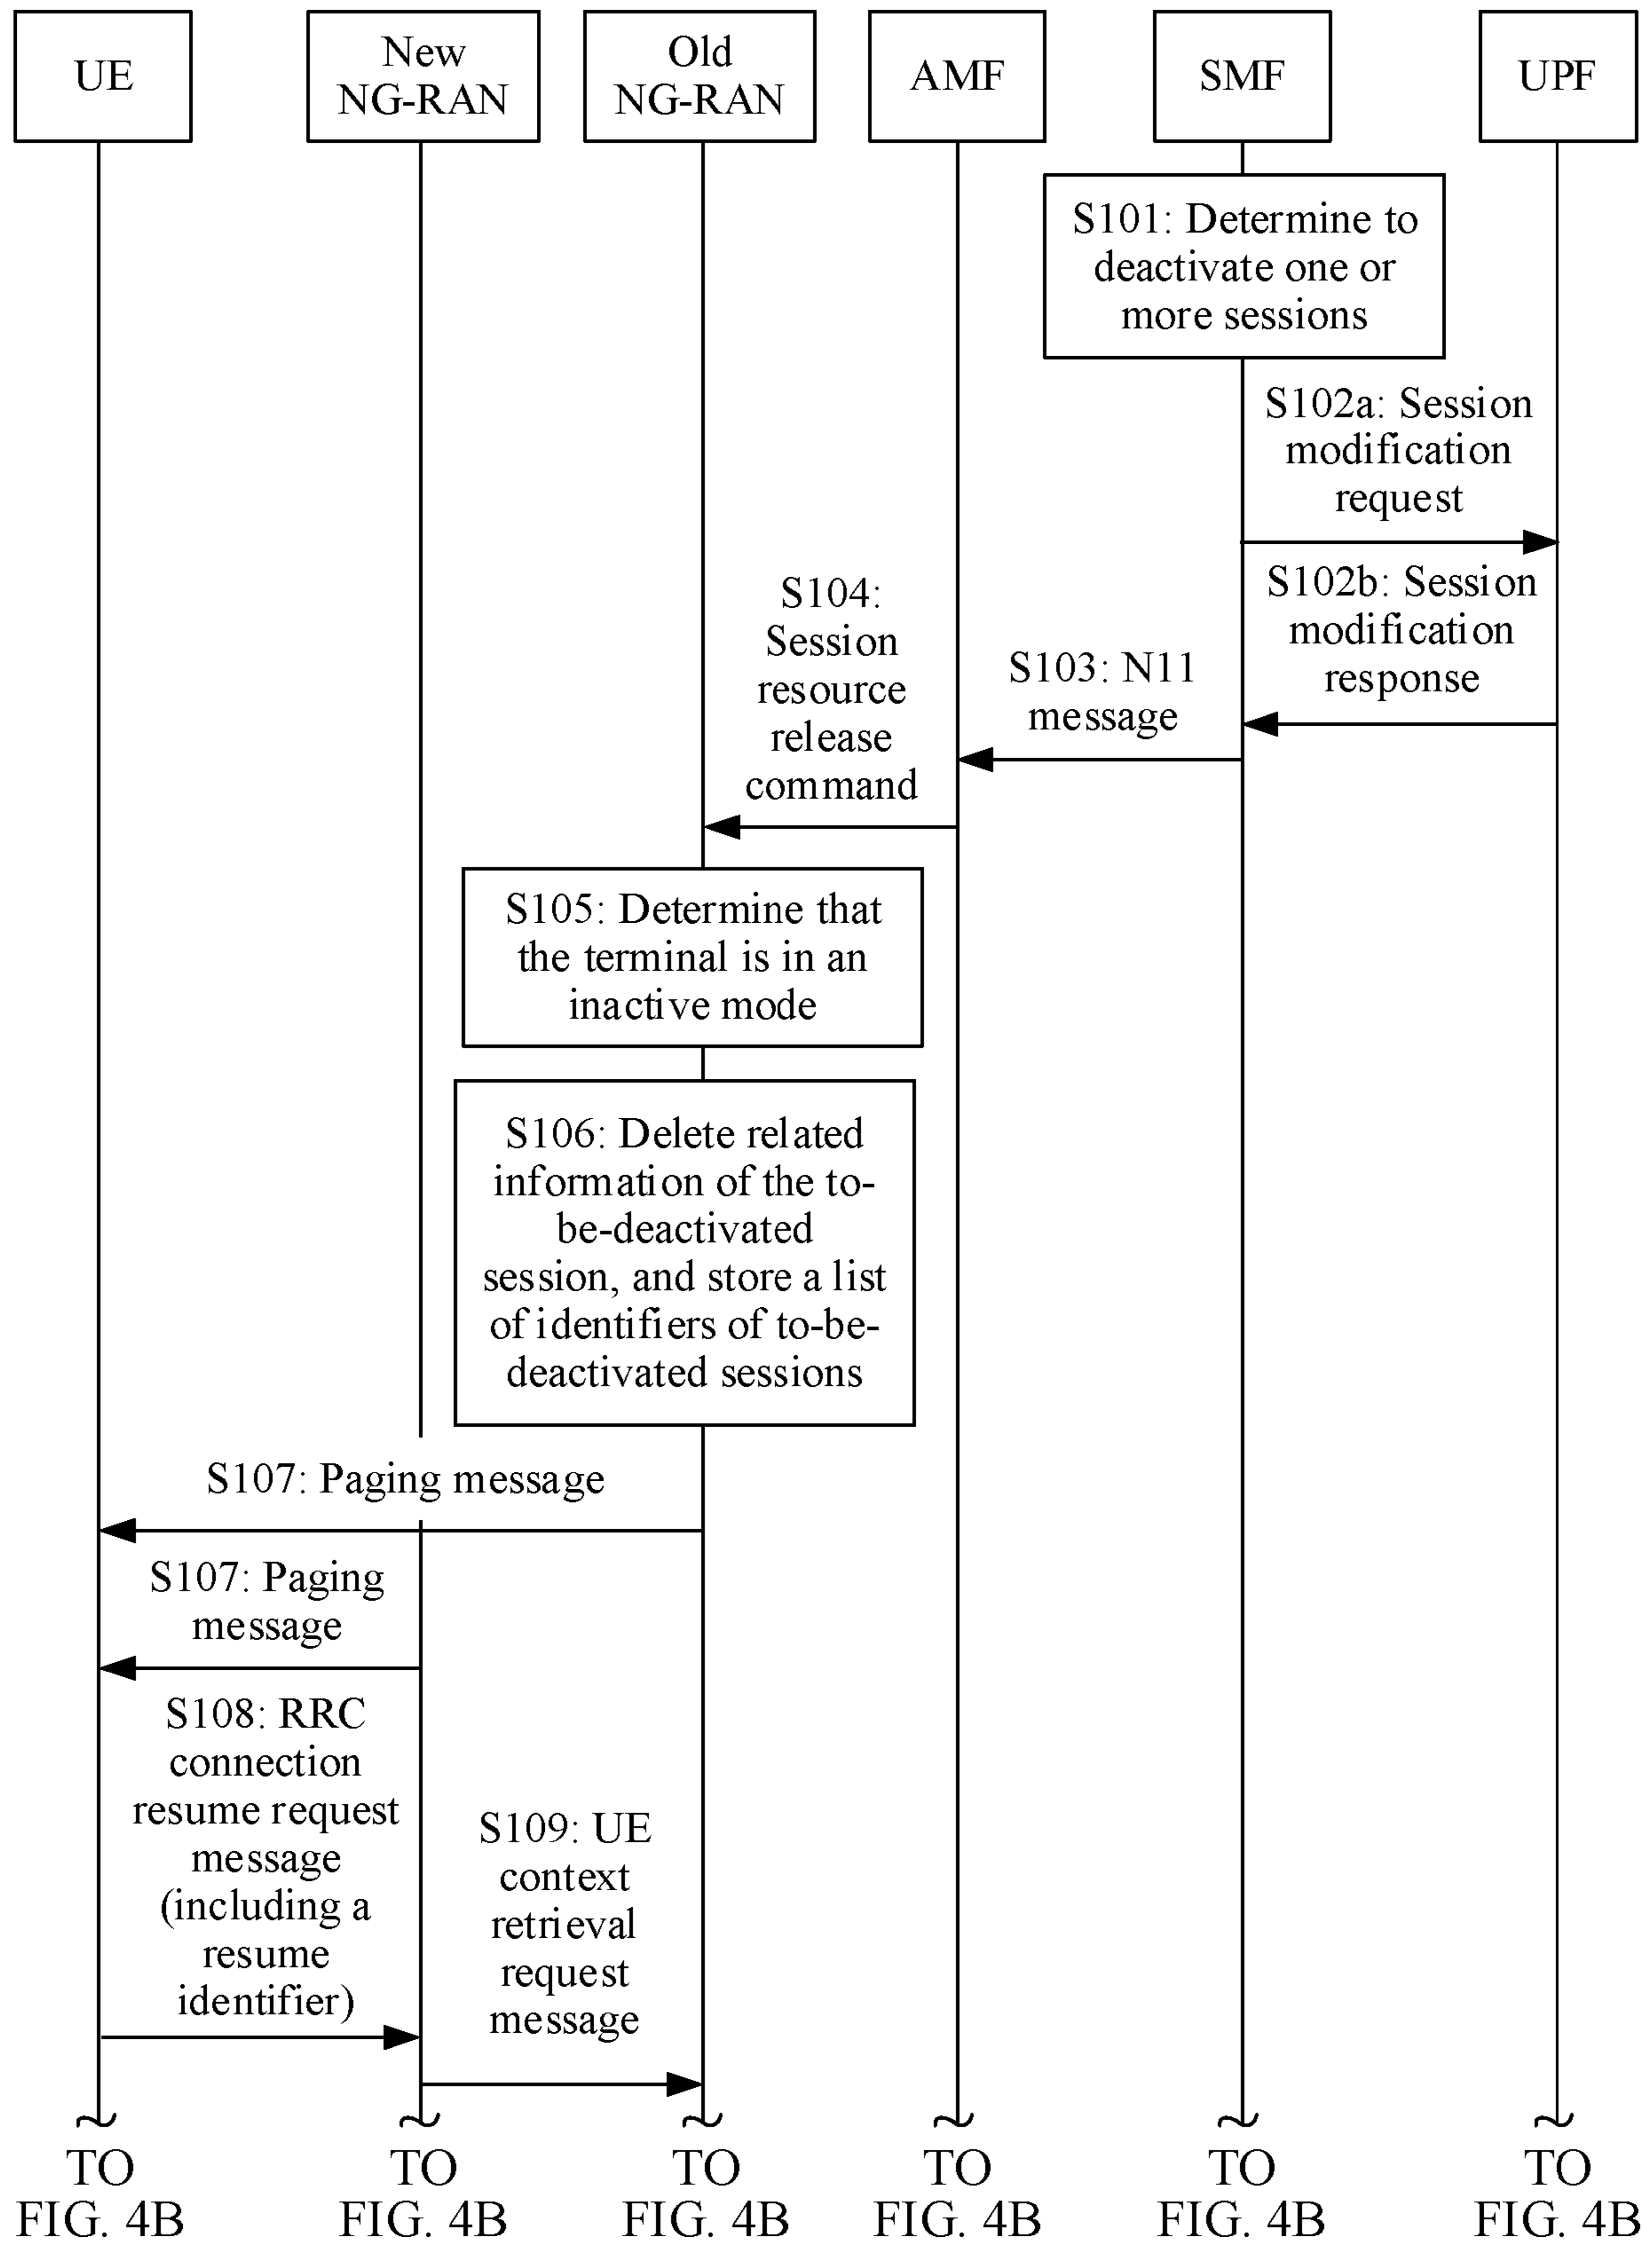 UE
New
NG-RAN
Old
NG-RAN
AMF
SMF
UPF
S101: Determine to
deactivate one or
more sessions
S102a: Session
modification
request
S102b: Session
modification
response
S103: N11
message
S104:
Session
resource
release
command
S105: Determine that
the terminal is in an
inactive mode
S106: Delete related
information of the to-
be-deactivated
session, and store a list
of identifiers of to-be-
deactivated sessions
S107: Paging message
S107: Paging
message
S108: RRC
connection
resume request
message
(including a
resume
identifier)
S109: UE
context
retrieval
request
message
TO
FIG. 4B
TO
FIG. 4B
TO
FIG. 4B
TO
FIG. 4B
TO
FIG. 4B
TO
FIG. 4B